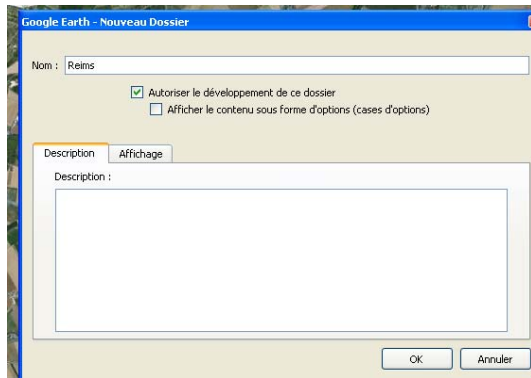 Google Earth - Nouveau Dossier
Nom : Reims
Autoriser le développement de ce dossier
Afficher le contenu sous forme d'options (cases d'options)
Description Affichage
Description :
OK Annuler